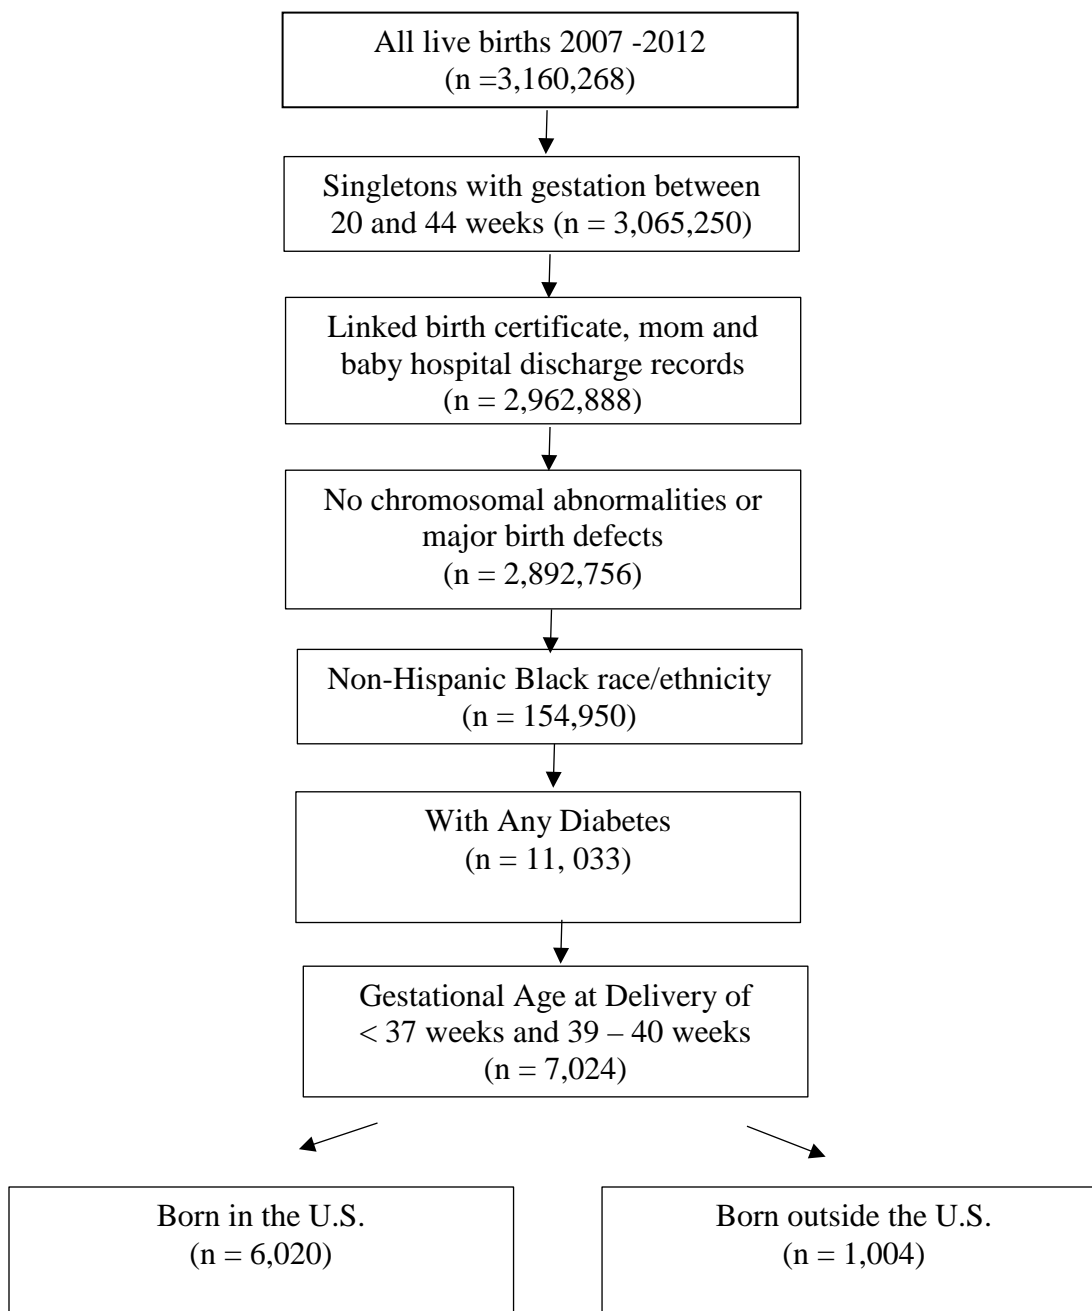 All live births 2007 -2012
(n =3,160,268)
Singletons with gestation between
20 and 44 weeks (n = 3,065,250)
Linked birth certificate, mom and
baby hospital discharge records
(n = 2,962,888)
No chromosomal abnormalities or
major birth defects
(n = 2,892,756)
Non-Hispanic Black race/ethnicity
(n = 154,950)
With Any Diabetes
(n = 11, 033)
Gestational Age at Delivery of
< 37 weeks and 39 – 40 weeks
(n = 7,024)
Born in the U.S.
(n = 6,020)
Born outside the U.S.
(n = 1,004)